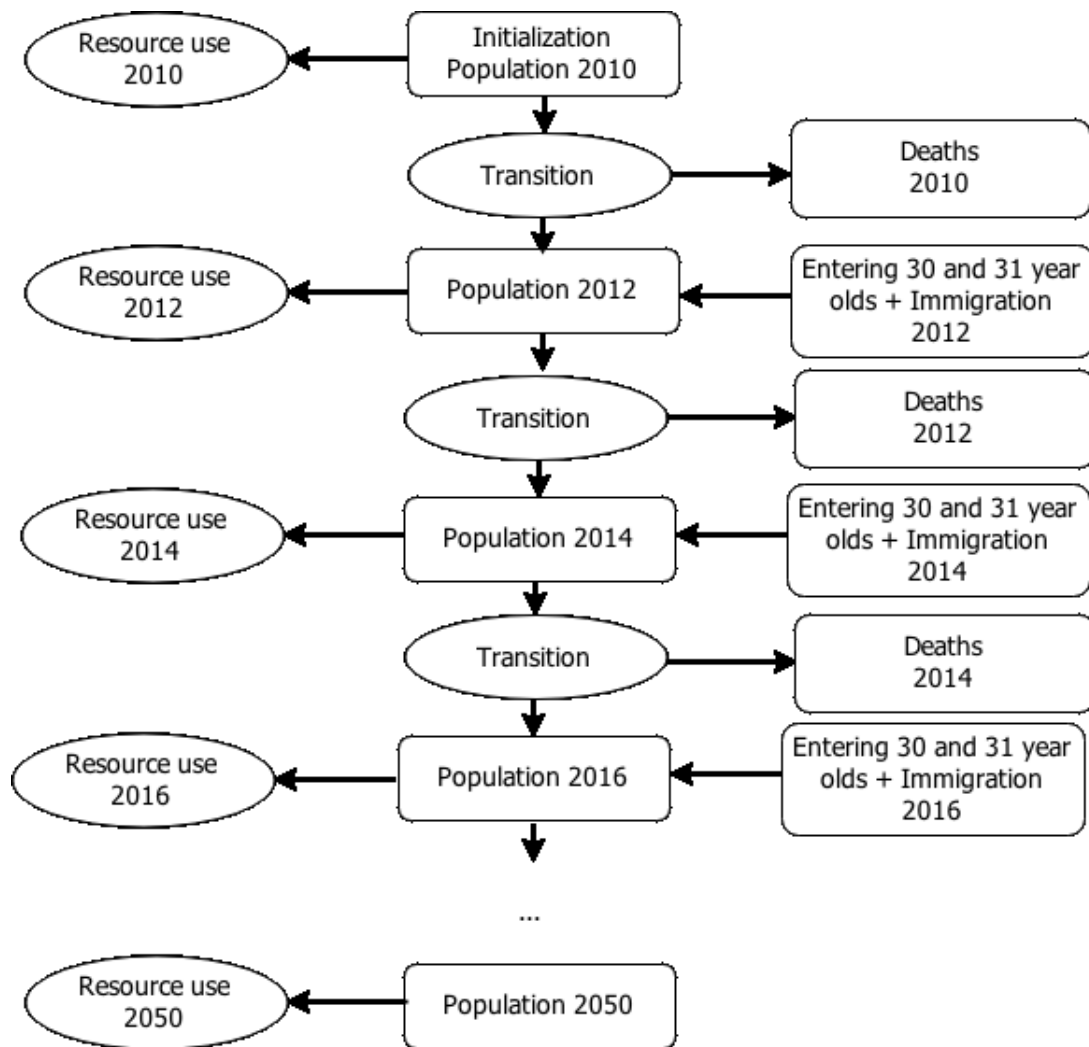 Resource use
2010
Initialization
Population 2010
Transition
Deaths
2010
Resource use
2012
Population 2012
Entering 30 and 31 year
olds + Immigration
2012
Transition
Deaths
2012
Resource use
2014
Population 2014
Entering 30 and 31 year
olds + Immigration
2014
Transition
Deaths
2014
Resource use
2016
Population 2016
Entering 30 and 31 year
olds + Immigration
2016
...
Resource use
2050
Population 2050